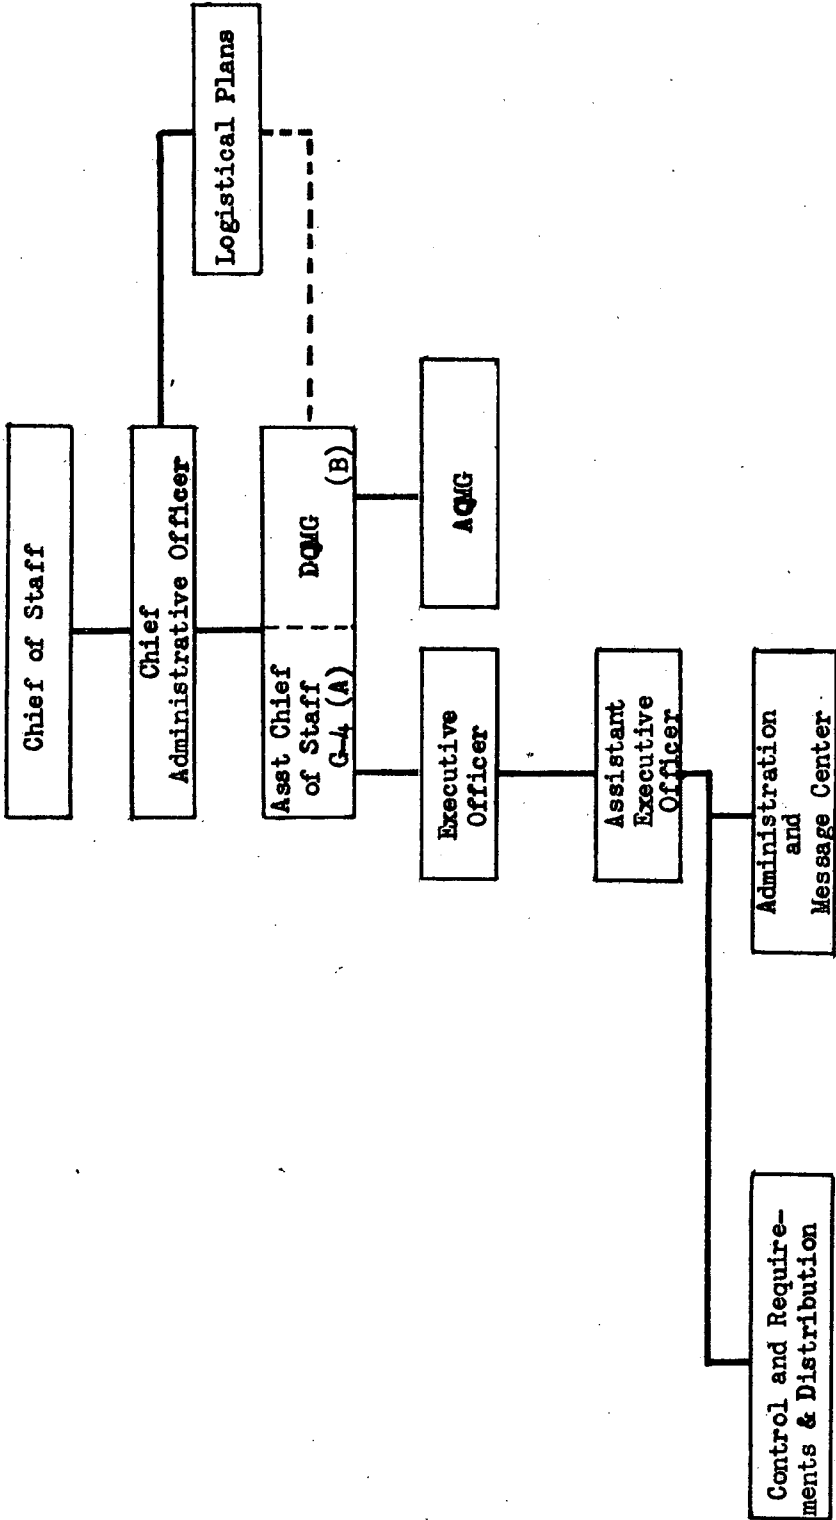 Chief of Staff
Chief
Administrative Officer
Logistical Plans
Asst Chief
of Staff
G-4 (A)
DQMG
(B)
Executive
Officer
AQMG
Assistant
Executive
Officer
Control and Require-
ments & Distribution
Administration
and
Message Center